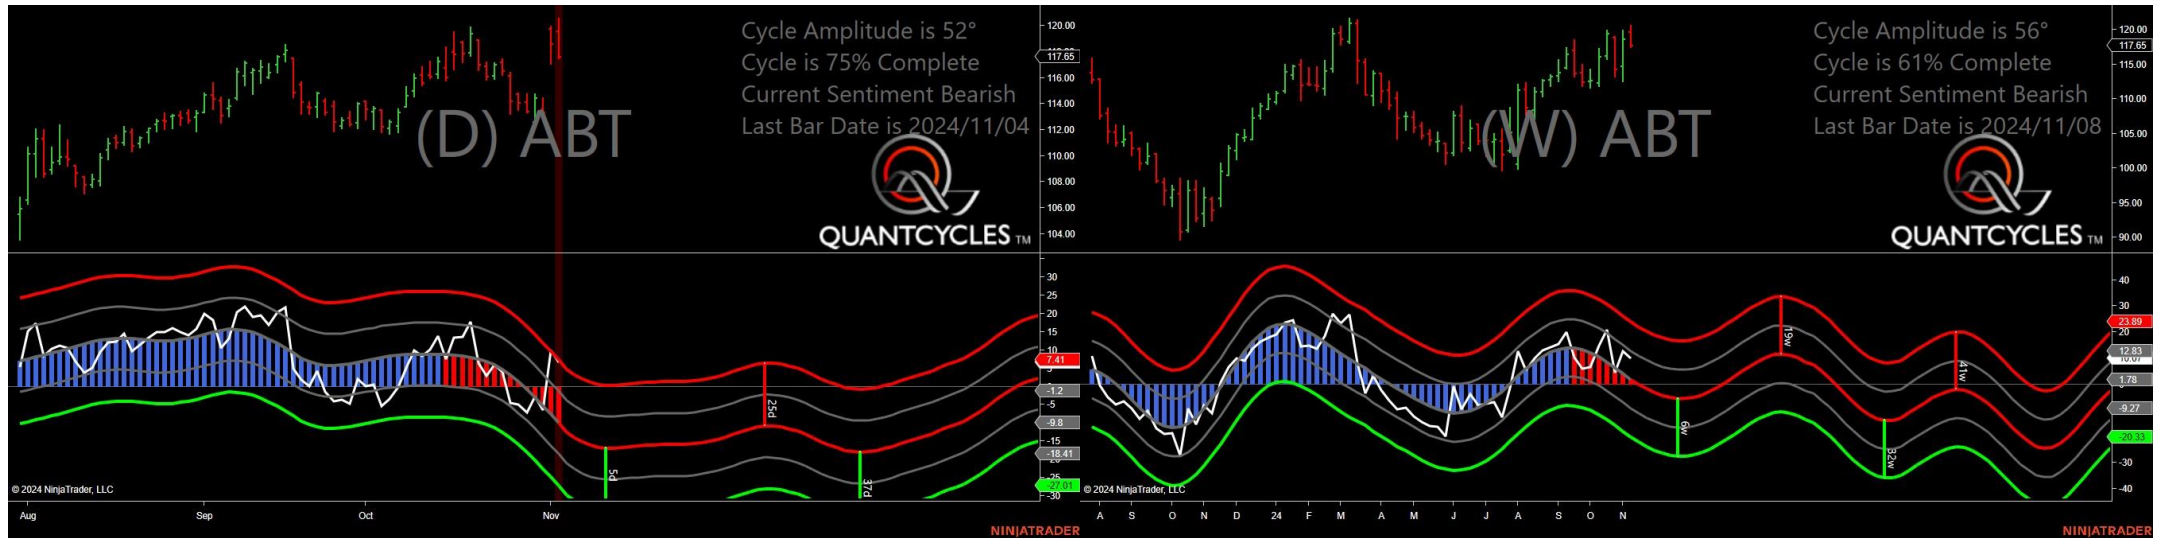 Cycle Amplitude is 52°
Cycle is 75% Complete
Current Sentiment Bearish
Last Bar Date is 2024/11/04
(D) ABT
QUANTCYCLES TM
120.00
117.65
116.00
114.00
112.00
110.00
108.00
106.00
104.00
30
25
20
15
10
7.41
-1.2
-5
-9.8
-15
-18.41
-27.01
-30
25d
5d
37d
© 2024 NinjaTrader, LLC
Aug Sep Oct Nov
NINJATRADER
Cycle Amplitude is 56°
Cycle is 61% Complete
Current Sentiment Bearish
Last Bar Date is 2024/11/08
(W) ABT
QUANTCYCLES TM
120.00
117.65
115.00
110.00
105.00
100.00
95.00
90.00
40
30
23.89
12.83
1.78
-9.27
-20.33
-30
-40
19w
41w
6w
32w
© 2024 NinjaTrader, LLC
A S O N D 24 F M A M J J A S O N
NINJATRADER